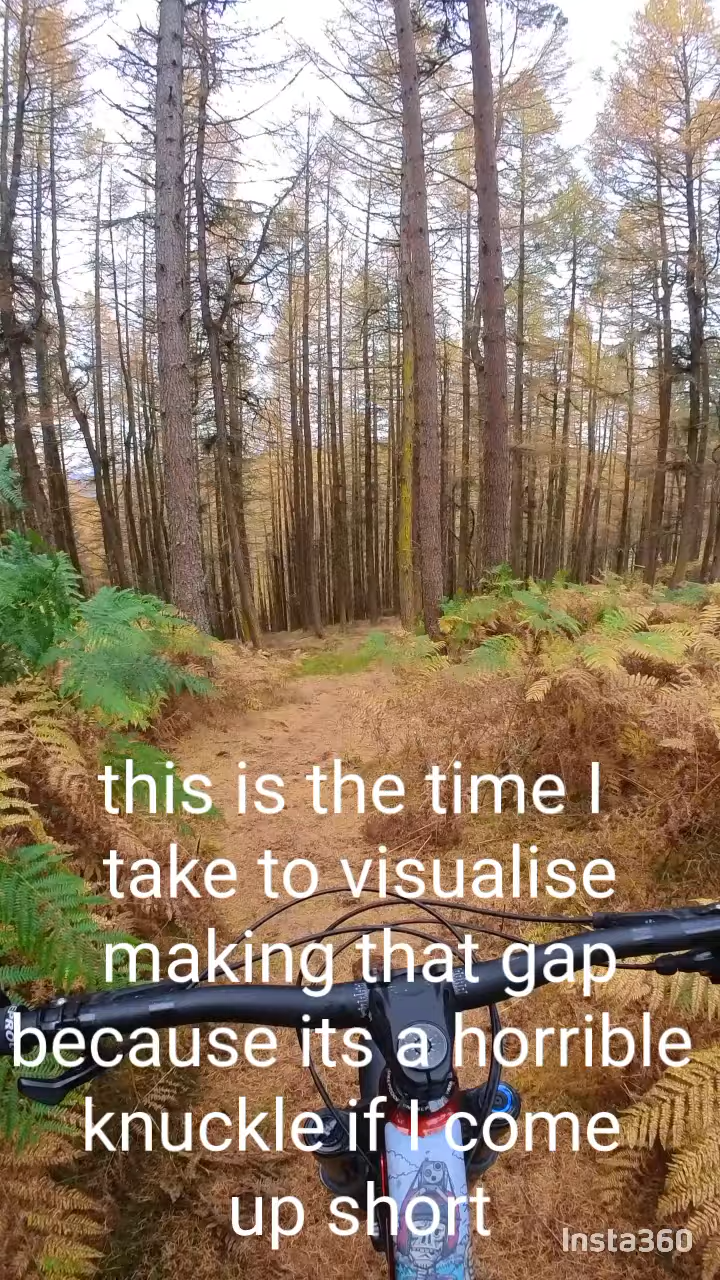 this is the time I
take to visualise
making that gap
because its a horrible
knuckle if I come
up short
Insta360